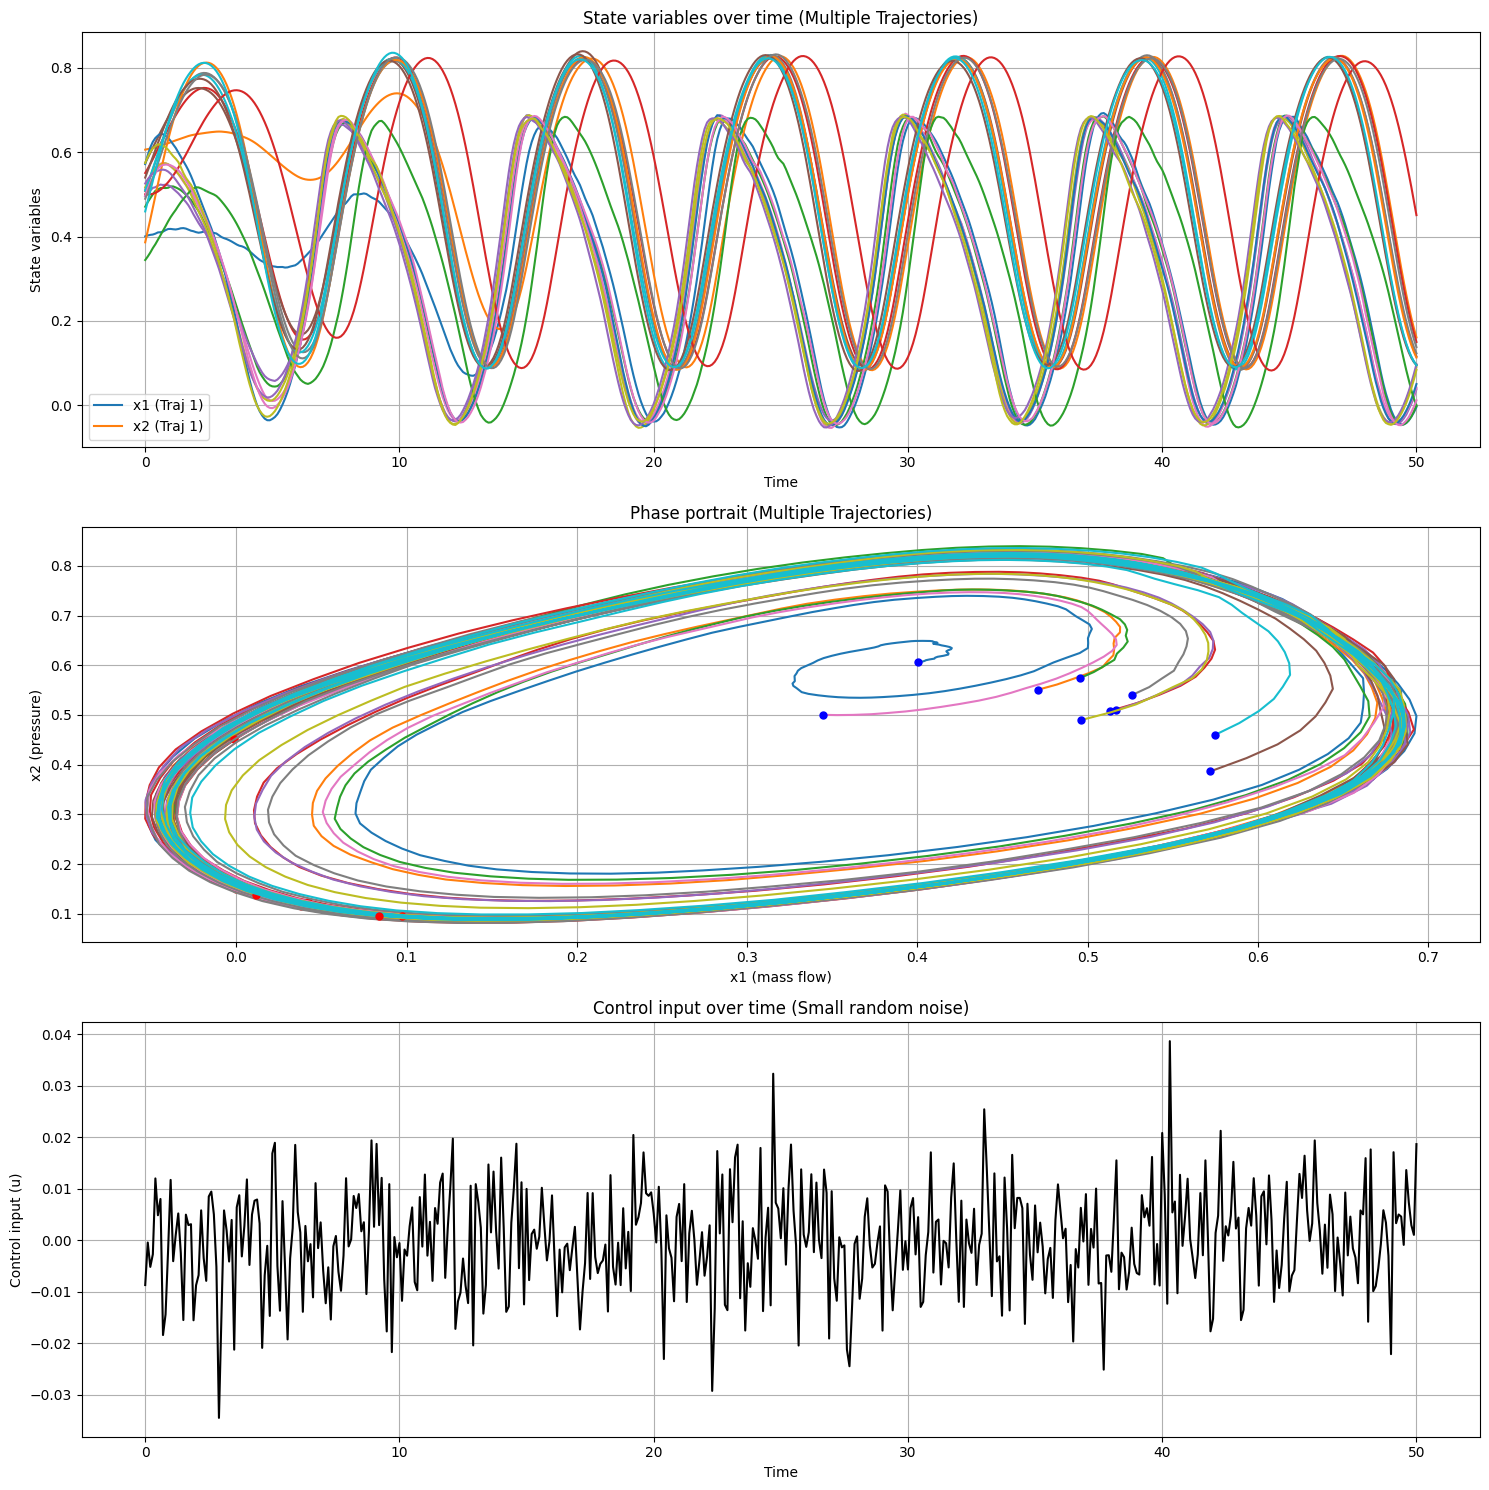 State variables over time (Multiple Trajectories)
State variables
0.8
0.6
0.4
0.2
0.0
x1 (Traj 1)
x2 (Traj 1)
0 10 20 30 40 50
Time
Phase portrait (Multiple Trajectories)
x2 (pressure)
0.8
0.7
0.6
0.5
0.4
0.3
0.2
0.1
0.0 0.1 0.2 0.3 0.4 0.5 0.6 0.7
x1 (mass flow)
Control input over time (Small random noise)
Control input (u)
0.04
0.03
0.02
0.01
0.00
−0.01
−0.02
−0.03
0 10 20 30 40 50
Time